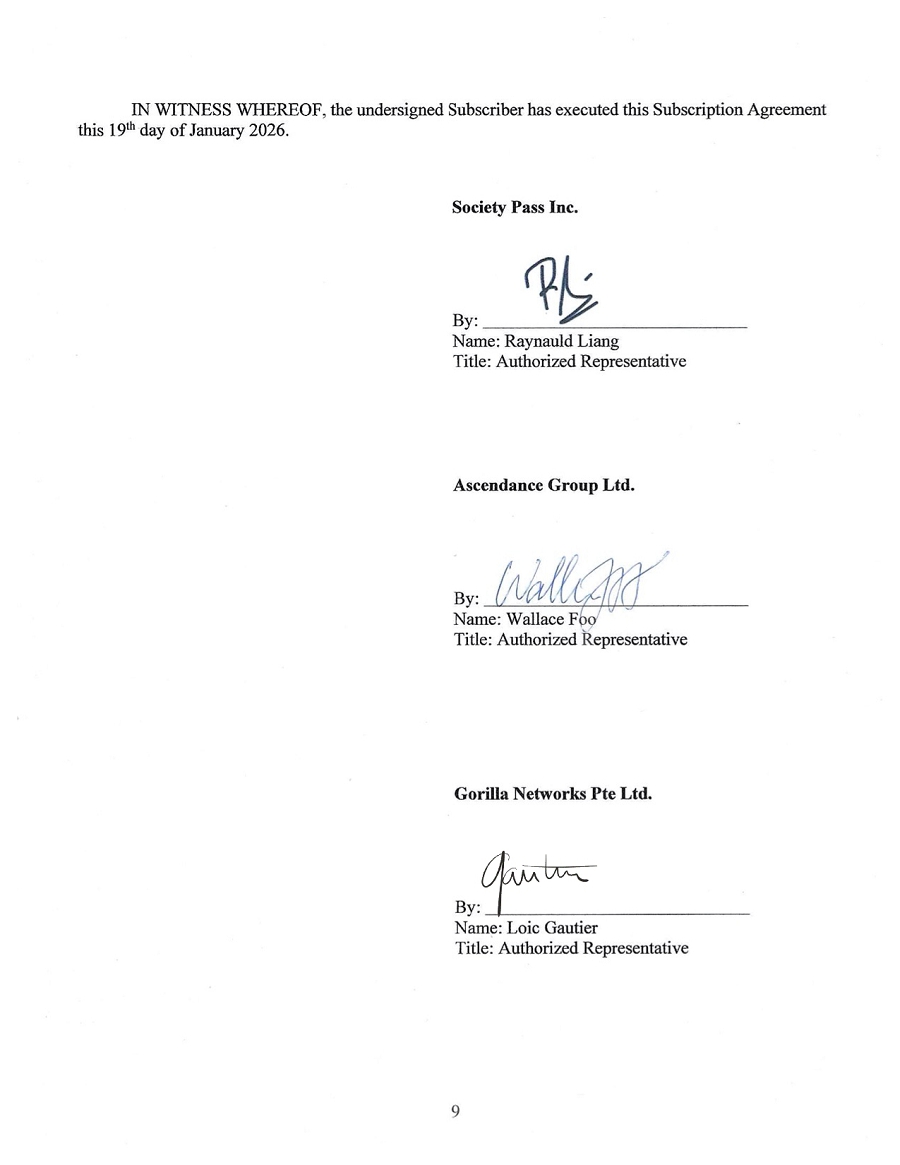 IN WITNESS WHEREOF, the undersigned Subscriber has executed this Subscription Agreement
this 19th day of January 2026.
Society Pass Inc.
By:
Name: Raynauld Liang
Title: Authorized Representative
Ascendance Group Ltd.
By:
Name: Wallace Foo
Title: Authorized Representative
Gorilla Networks Pte Ltd.
By:
Name: Loic Gautier
Title: Authorized Representative
9